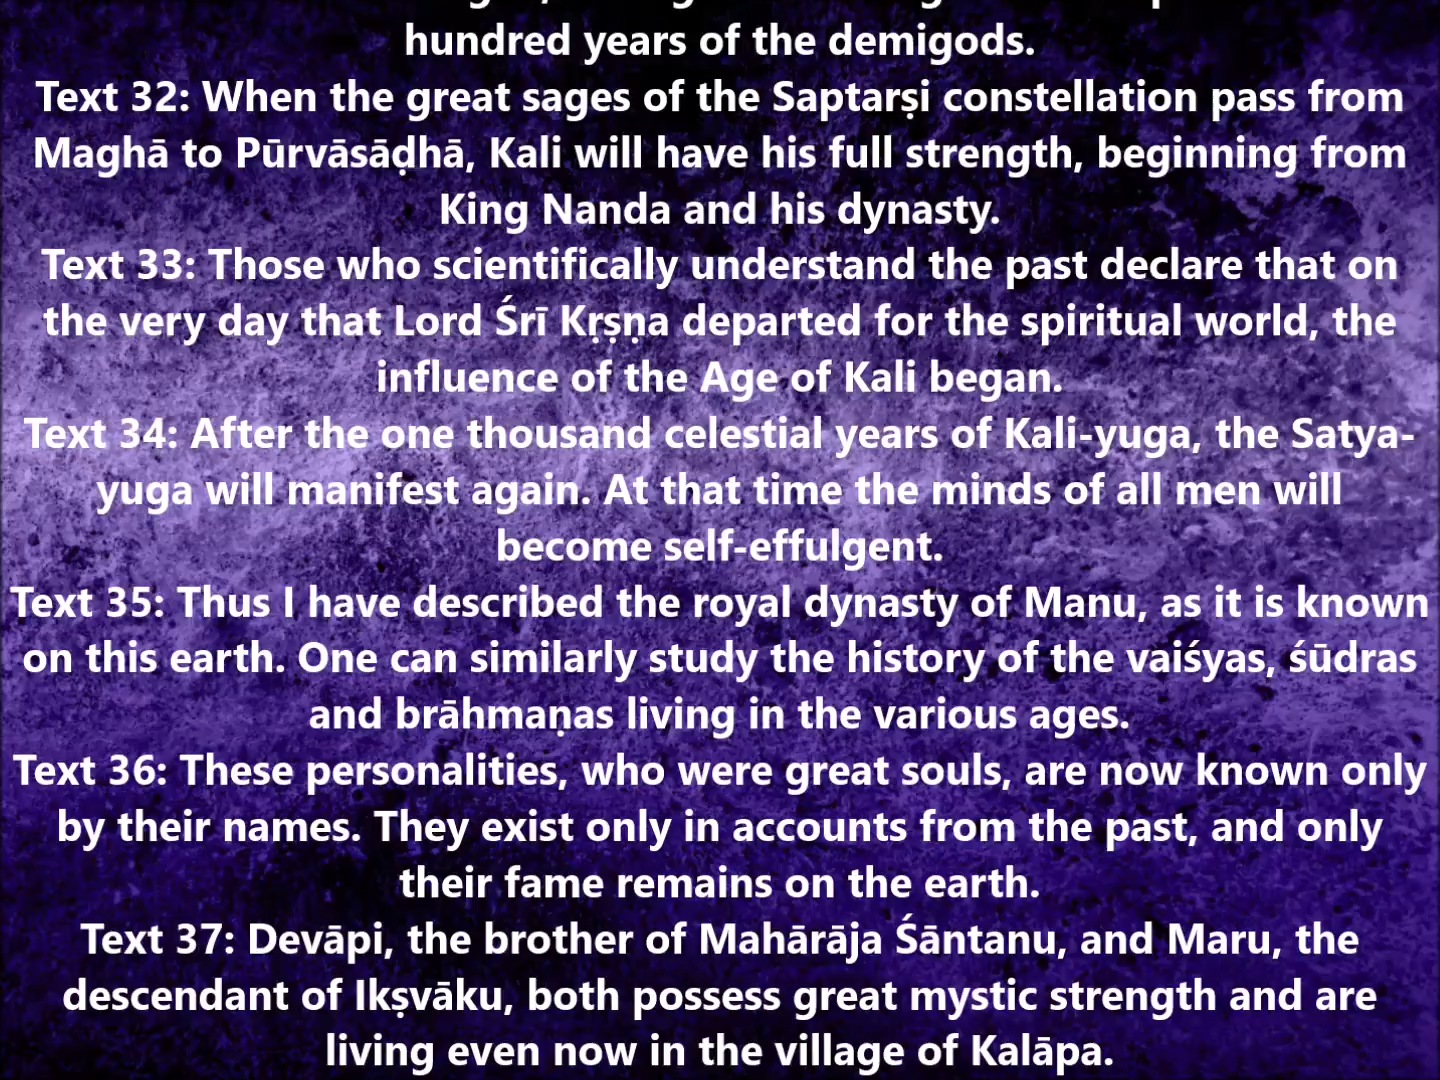 hundred years of the demigods.
Text 32: When the great sages of the Saptarṣi constellation pass from
Maghā to Pūrvāsāḍhā, Kali will have his full strength, beginning from
King Nanda and his dynasty.
Text 33: Those who scientifically understand the past declare that on
the very day that Lord Śrī Kṛṣṇa departed for the spiritual world, the
influence of the Age of Kali began.
Text 34: After the one thousand celestial years of Kali-yuga, the Satya-
yuga will manifest again. At that time the minds of all men will
become self-effulgent.
Text 35: Thus I have described the royal dynasty of Manu, as it is known
on this earth. One can similarly study the history of the vaiśyas, śūdras
and brāhmaṇas living in the various ages.
Text 36: These personalities, who were great souls, are now known only
by their names. They exist only in accounts from the past, and only
their fame remains on the earth.
Text 37: Devāpi, the brother of Mahārāja Śāntanu, and Maru, the
descendant of Ikṣvāku, both possess great mystic strength and are
living even now in the village of Kalāpa.